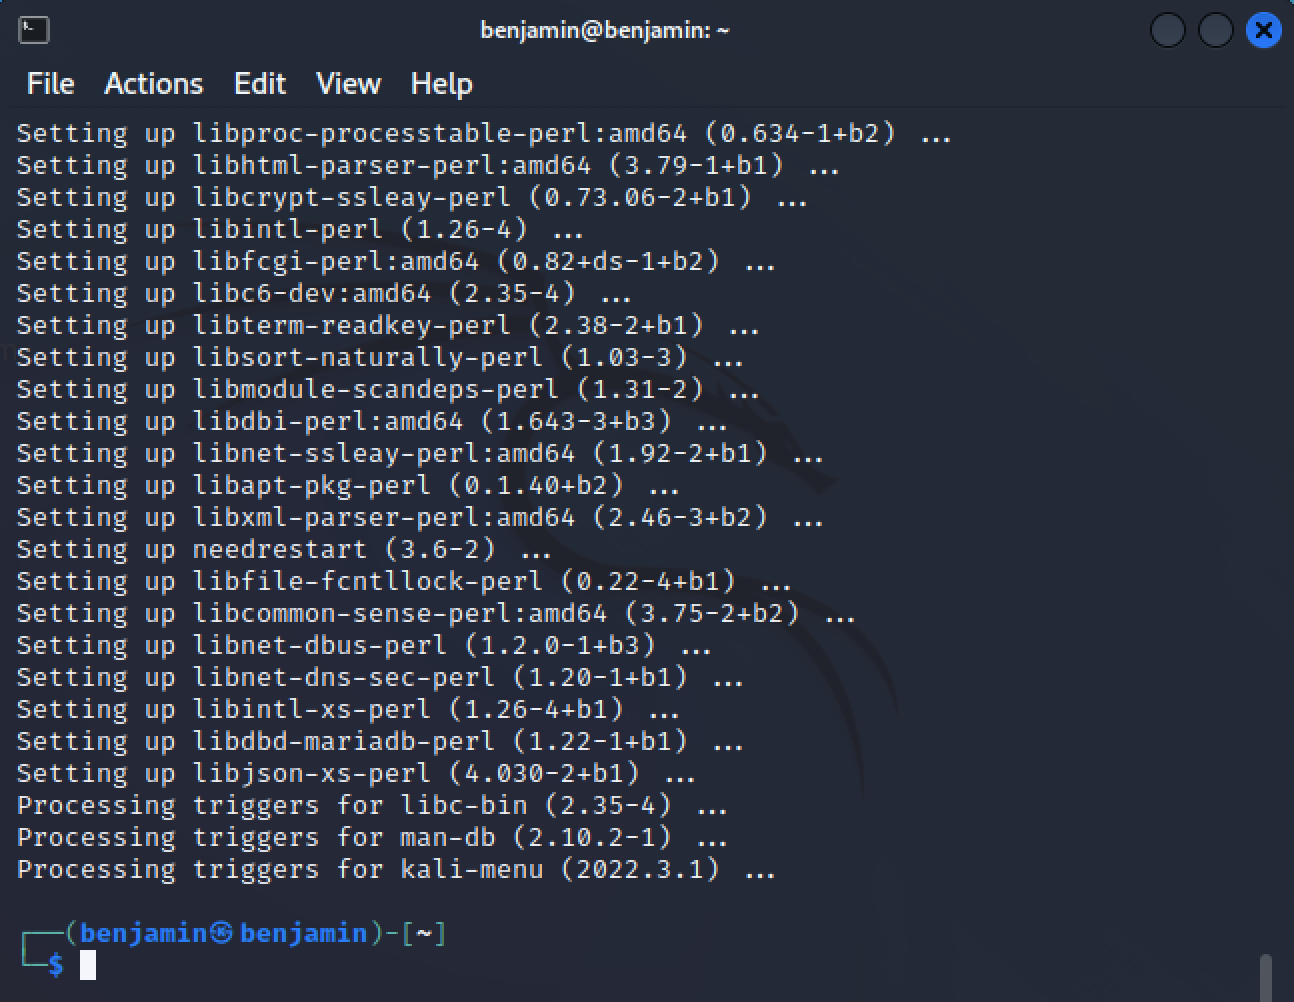 benjamin@benjamin: ~
File Actions Edit View Help
Setting up libproc-processtable-perl:amd64 (0.634-1+b2) ...
Setting up libhtml-parser-perl:amd64 (3.79-1+b1) ...
Setting up libcrypt-ssleay-perl (0.73.06-2+b1) ...
Setting up libintl-perl (1.26-4) ...
Setting up libfcgi-perl:amd64 (0.82+ds-1+b2) ...
Setting up libc6-dev:amd64 (2.35-4) ...
Setting up libterm-readkey-perl (2.38-2+b1) ...
Setting up libsort-naturally-perl (1.03-3) ...
Setting up libmodule-scandeps-perl (1.31-2) ...
Setting up libdbi-perl:amd64 (1.643-3+b3) ...
Setting up libnet-ssleay-perl:amd64 (1.92-2+b1) ...
Setting up libapt-pkg-perl (0.1.40+b2) ...
Setting up libxml-parser-perl:amd64 (2.46-3+b2) ...
Setting up needrestart (3.6-2) ...
Setting up libfile-fcntllock-perl (0.22-4+b1) ...
Setting up libcommon-sense-perl:amd64 (3.75-2+b2) ...
Setting up libnet-dbus-perl (1.2.0-1+b3) ...
Setting up libnet-dns-sec-perl (1.20-1+b1) ...
Setting up libintl-xs-perl (1.26-4+b1) ...
Setting up libdbd-mariadb-perl (1.22-1+b1) ...
Setting up libjson-xs-perl (4.030-2+b1) ...
Processing triggers for libc-bin (2.35-4) ...
Processing triggers for man-db (2.10.2-1) ...
Processing triggers for kali-menu (2022.3.1) ...
┌──(benjamin㉿benjamin)-[~]
└─$